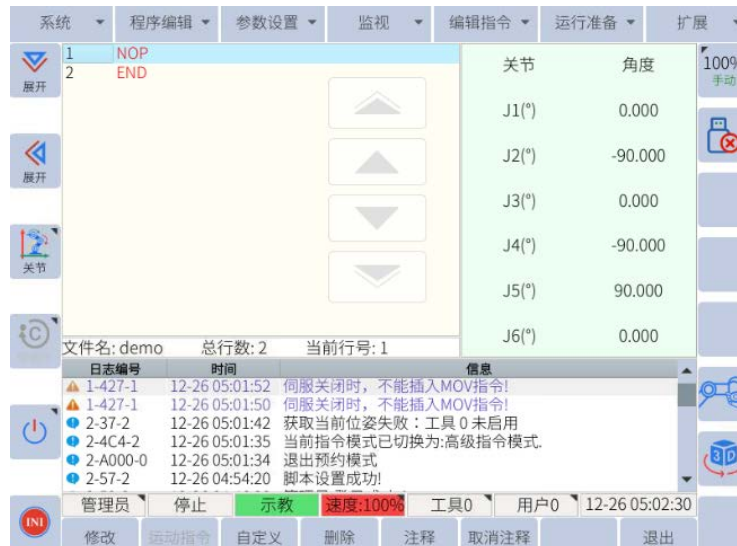 系统 程序编辑 参数设置 监视 编辑指令 运行准备 扩展
展开
展开
关节
INI
1 NOP
2 END
关节 角度
J1(°) 0.000
J2(°) -90.000
J3(°) 0.000
J4(°) -90.000
J5(°) 90.000
J6(°) 0.000
100%
手动
3D
文件名: demo 总行数: 2 当前行号: 1
日志编号 时间 信息
1-427-1 12-26 05:01:52 伺服关闭时，不能插入MOV指令!
1-427-1 12-26 05:01:50 伺服关闭时，不能插入MOV指令!
2-37-2 12-26 05:01:42 获取当前位姿失败：工具 0 未启用
2-4C4-2 12-26 05:01:35 当前指令模式已切换为:高级指令模式.
2-A000-0 12-26 05:01:34 退出预约模式
2-57-2 12-26 04:54:20 脚本设置成功!
管理员 停止 示教 速度:100% 工具0 用户0 12-26 05:02:30
修改 运动指令 自定义 删除 注释 取消注释 退出